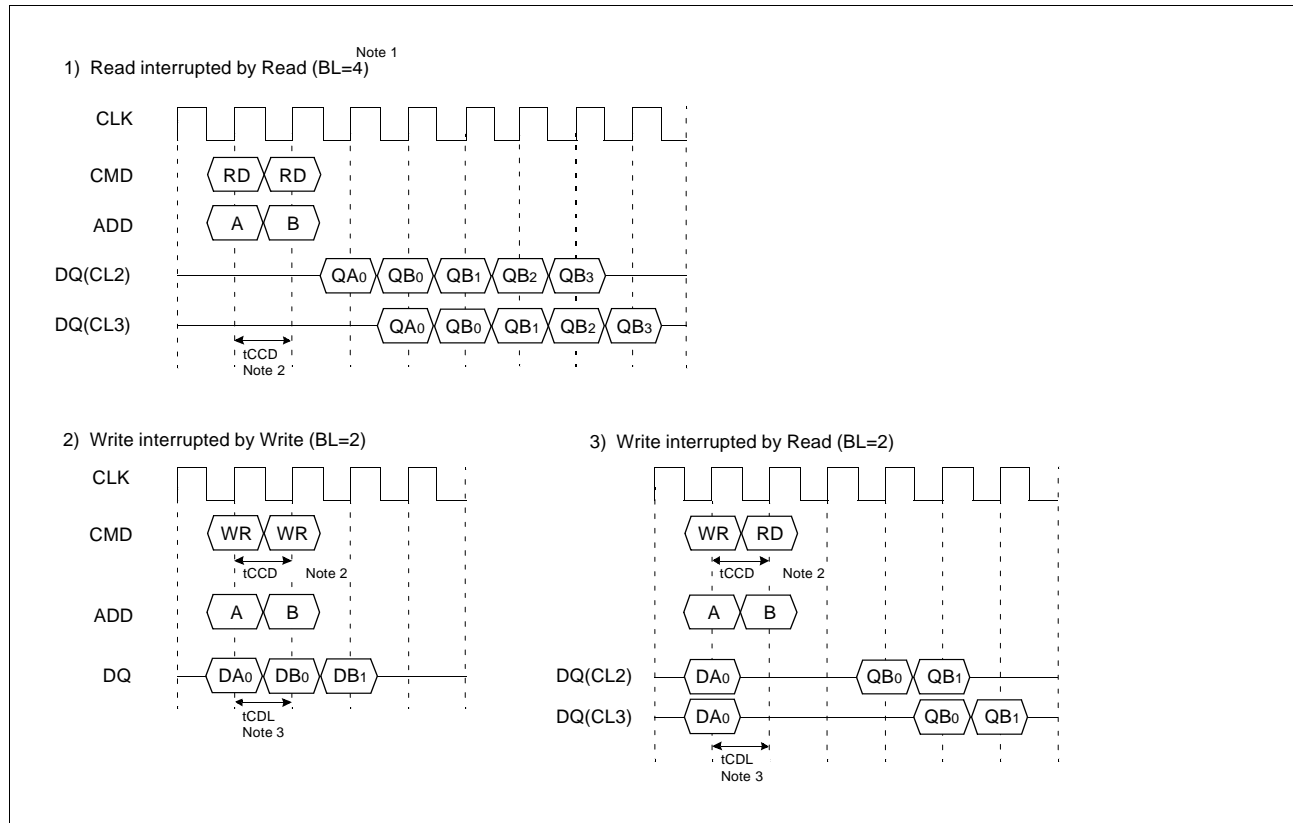 1) Read interrupted by Read (BL=4) Note 1
CLK
CMD RD RD
ADD A B
DQ(CL2) QA0 QB0 QB1 QB2 QB3
DQ(CL3) QA0 QB0 QB1 QB2 QB3
tCCD
Note 2
2) Write interrupted by Write (BL=2)
CLK
CMD WR WR
tCCD Note 2
ADD A B
DQ DA0 DB0 DB1
tCDL
Note 3
3) Write interrupted by Read (BL=2)
CLK
CMD WR RD
tCCD Note 2
ADD A B
DQ(CL2) DA0 QB0 QB1
DQ(CL3) DA0 QB0 QB1
tCDL
Note 3